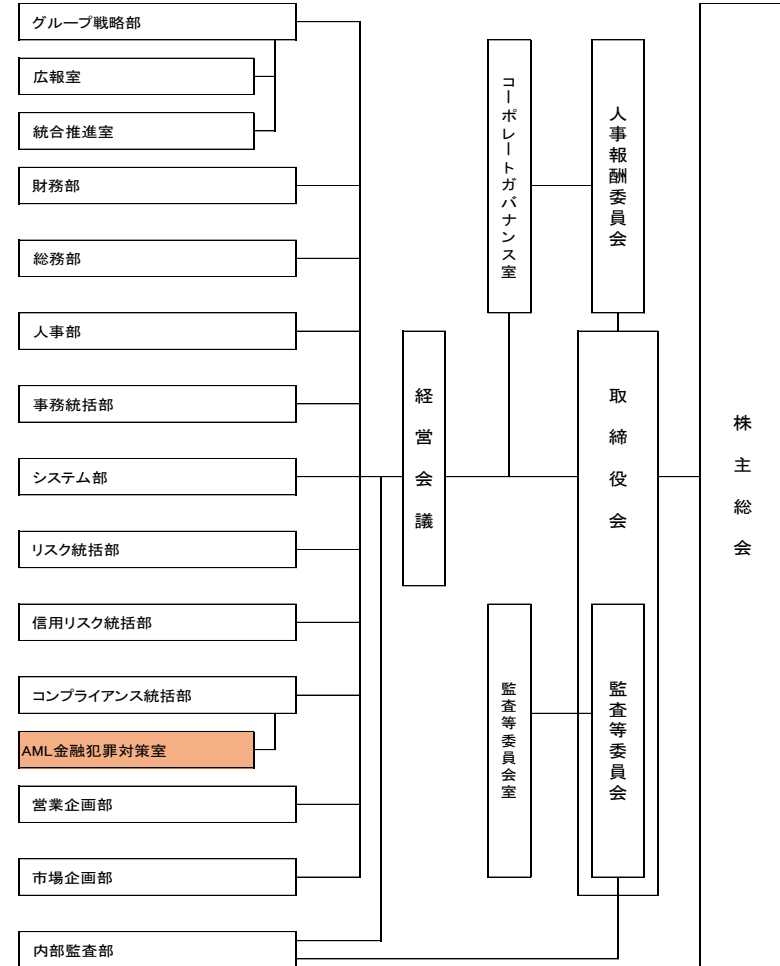 グループ戦略部
広報室
統合推進室
財務部
総務部
人事部
事務統括部
システム部
リスク統括部
信用リスク統括部
コンプライアンス統括部
AML金融犯罪対策室
営業企画部
市場企画部
内部監査部
経営会議
コーポレートガバナンス室
監査等委員会室
人事報酬委員会
取締役会
監査等委員会
株主総会